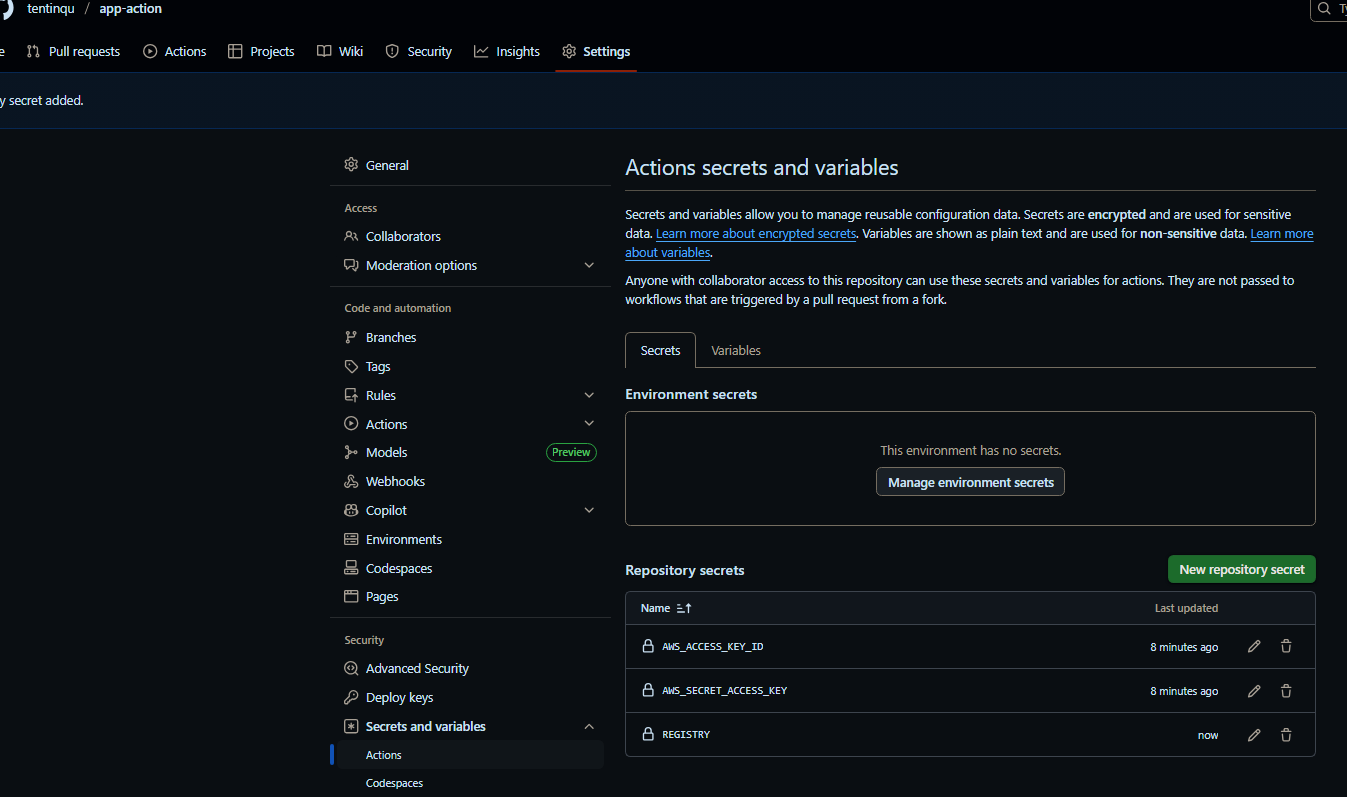 tentinqu / app-action
Pull requests Actions Projects Wiki Security Insights Settings
y secret added.
General
Access
Collaborators
Moderation options
Code and automation
Branches
Tags
Rules
Actions
Models Preview
Webhooks
Copilot
Environments
Codespaces
Pages
Security
Advanced Security
Deploy keys
Secrets and variables
Actions
Codespaces
Actions secrets and variables
Secrets and variables allow you to manage reusable configuration data. Secrets are encrypted and are used for sensitive
data. Learn more about encrypted secrets. Variables are shown as plain text and are used for non-sensitive data. Learn more
about variables.
Anyone with collaborator access to this repository can use these secrets and variables for actions. They are not passed to
workflows that are triggered by a pull request from a fork.
Secrets Variables
Environment secrets
This environment has no secrets.
Manage environment secrets
Repository secrets New repository secret
Name Last updated
AWS_ACCESS_KEY_ID 8 minutes ago
AWS_SECRET_ACCESS_KEY 8 minutes ago
REGISTRY now